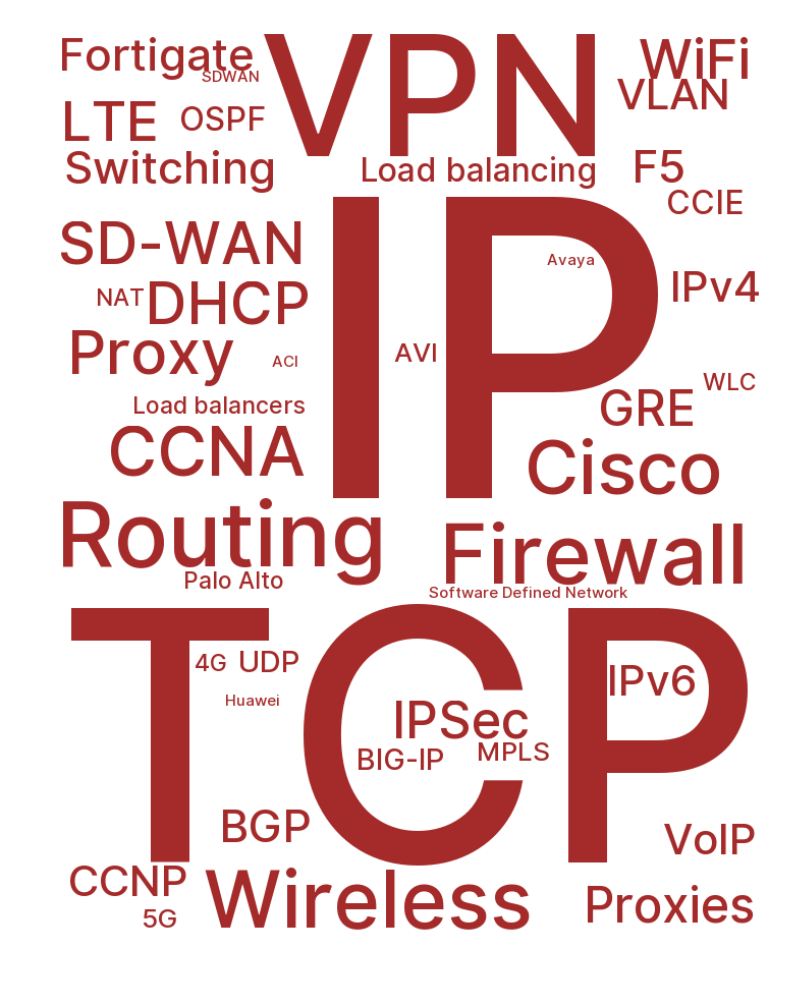 Fortigate
SDWAN
VPN
WiFi
VLAN
LTE
OSPF
Switching
Load balancing
F5
CCIE
SD-WAN
IP
Avaya
IPv4
NAT
DHCP
Proxy
ACI
AVI
WLC
Load balancers
GRE
CCNA
Cisco
Routing
Firewall
Palo Alto
Software Defined Network
TCP
4G
UDP
IPv6
Huawei
IPSec
BIG-IP
MPLS
BGP
VoIP
CCNP
Wireless
Proxies
5G